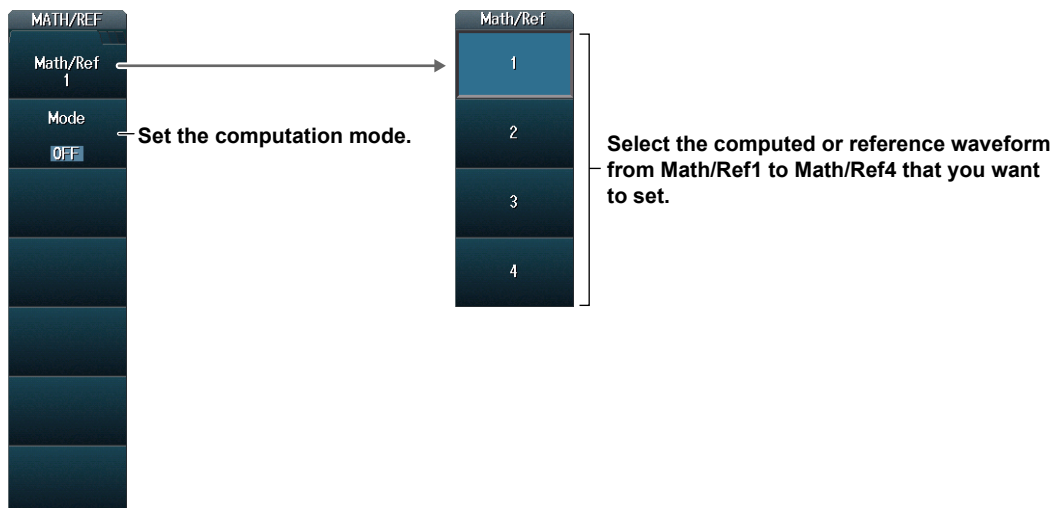 MATH/REF
Math/Ref
1
Mode
OFF
Set the computation mode.
Math/Ref
1
2
3
4
Select the computed or reference waveform
from Math/Ref1 to Math/Ref4 that you want
to set.